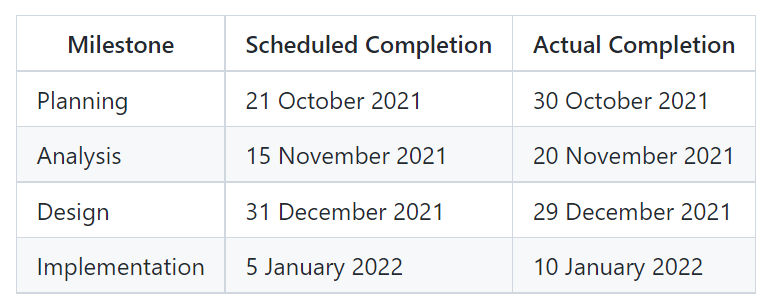 Milestone Scheduled Completion Actual Completion
Planning 21 October 2021 30 October 2021
Analysis 15 November 2021 20 November 2021
Design 31 December 2021 29 December 2021
Implementation 5 January 2022 10 January 2022